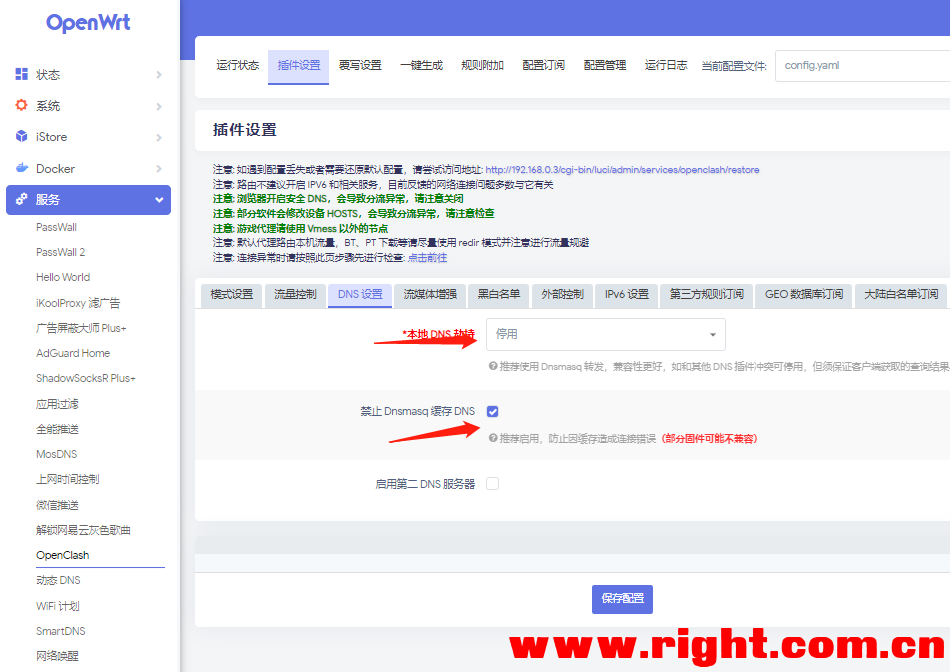 OpenWrt
状态
系统
iStore
Docker
服务
PassWall
PassWall 2
Hello World
iKoolProxy 滤广告
广告屏蔽大师 Plus+
AdGuard Home
ShadowSocksR Plus+
应用过滤
全能推送
MosDNS
上网时间控制
微信推送
解锁网易云灰色歌曲
OpenClash
动态 DNS
WiFi 计划
SmartDNS
网络唤醒
运行状态 插件设置 覆写设置 一键生成 规则附加 配置订阅 配置管理 运行日志 当前配置文件: config.yaml
插件设置
注意: 如遇到配置丢失或者需要还原默认配置，请尝试访问地址: http://192.168.0.3/cgi-bin/luci/admin/services/openclash/restore
注意: 路由不建议开启 IPV6 和相关服务，目前反馈的网络连接问题多数与它有关
注意: 浏览器开启安全 DNS，会导致分流异常，请注意关闭
注意: 部分软件会修改设备 HOSTS，会导致分流异常，请注意检查
注意: 游戏代理请使用 Vmess 以外的节点
注意: 默认代理路由本机流量，BT、PT 下载等请尽量使用 redir 模式并注意进行流量规避
注意: 连接异常时请按照此页步骤先进行检查: 点击前往
模式设置 流量控制 DNS 设置 流媒体增强 黑白名单 外部控制 IPv6 设置 第三方规则订阅 GEO 数据库订阅 大陆白名单订阅
*本地 DNS 劫持 停用
推荐使用 Dnsmasq 转发，兼容性更好，如和其他 DNS 插件冲突可停用，但须保证客户端获取的查询结果
禁止 Dnsmasq 缓存 DNS
推荐启用，防止因缓存造成连接错误（部分固件可能不兼容）
启用第二 DNS 服务器
保存配置
www.right.com.cn